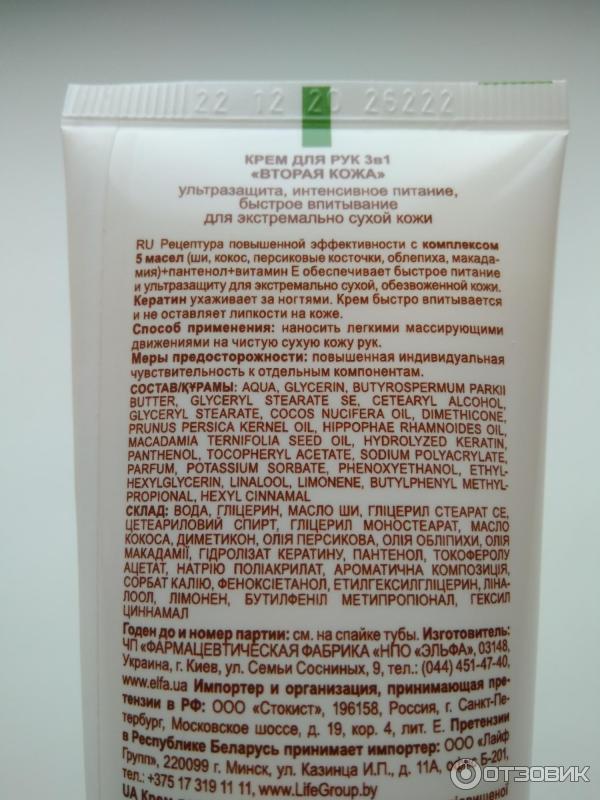 22 12 20 26222
КРЕМ ДЛЯ РУК 3в1
«ВТОРАЯ КОЖА»
ультразащита, интенсивное питание,
быстрое впитывание
для экстремально сухой кожи
RU Рецептура повышенной эффективности с комплексом
5 масел (ши, кокос, персиковые косточки, облепиха, макада-
мия)+пантенол+витамин Е обеспечивает быстрое питание
и ультразащиту для экстремально сухой, обезвоженной кожи.
Кератин ухаживает за ногтями. Крем быстро впитывается
и не оставляет липкости на коже.
Способ применения: наносить легкими массирующими
движениями на чистую сухую кожу рук.
Меры предосторожности: повышенная индивидуальная
чувствительность к отдельным компонентам.
СОСТАВ/ҚҰРАМЫ: AQUA, GLYCERIN, BUTYROSPERMUM PARKII
BUTTER, GLYCERYL STEARATE SE, CETEARYL ALCOHOL,
GLYCERYL STEARATE, COCOS NUCIFERA OIL, DIMETHICONE,
PRUNUS PERSICA KERNEL OIL, HIPPOPHAE RHAMNOIDES OIL,
MACADAMIA TERNIFOLIA SEED OIL, HYDROLYZED KERATIN,
PANTHENOL, TOCOPHERYL ACETATE, SODIUM POLYACRYLATE,
PARFUM, POTASSIUM SORBATE, PHENOXYETHANOL, ETHYL-
HEXYLGLYCERIN, LINALOOL, LIMONENE, BUTYLPHENYL METHYL-
PROPIONAL, HEXYL CINNAMAL
СКЛАД: ВОДА, ГЛІЦЕРИН, МАСЛО ШИ, ГЛІЦЕРИЛ СТЕАРАТ СЕ,
ЦЕТЕАРИЛОВИЙ СПИРТ, ГЛІЦЕРИЛ МОНОСТЕАРАТ, МАСЛО
КОКОСА, ДИМЕТИКОН, ОЛІЯ ПЕРСИКОВА, ОЛІЯ ОБЛІПИХИ, ОЛІЯ
МАКАДАМІЇ, ГІДРОЛІЗАТ КЕРАТИНУ, ПАНТЕНОЛ, ТОКОФЕРОЛУ
АЦЕТАТ, НАТРІЮ ПОЛІАКРИЛАТ, АРОМАТИЧНА КОМПОЗИЦІЯ,
СОРБАТ КАЛІЮ, ФЕНОКСІЕТАНОЛ, ЕТИЛГЕКСИЛГЛІЦЕРИН, ЛІНА-
ЛООЛ, ЛІМОНЕН, БУТИЛФЕНІЛ МЕТИПРОПІОНАЛ, ГЕКСИЛ
ЦИННАМАЛ
Годен до и номер партии: см. на спайке тубы. Изготовитель:
ЧП «ФАРМАЦЕВТИЧЕСКАЯ ФАБРИКА «НПО «ЭЛЬФА», 03148,
Украина, г. Киев, ул. Семьи Сосниных, 9, тел.: (044) 451-47-40,
www.elfa.ua Импортер и организация, принимающая пре-
тензии в РФ: ООО «Стокист», 196158, Россия, г. Санкт-Пе-
тербург, Московское шоссе, д. 19, кор. 4, лит. Е. Претензии
в Республике Беларусь принимает импортер: ООО «Лайф
Групп», 220099 г. Минск, ул. Казинца И.П., д. 11А, офис Б-201,
тел.: +375 17 319 11 11, www.LifeGroup.by
ОТЗОВИК